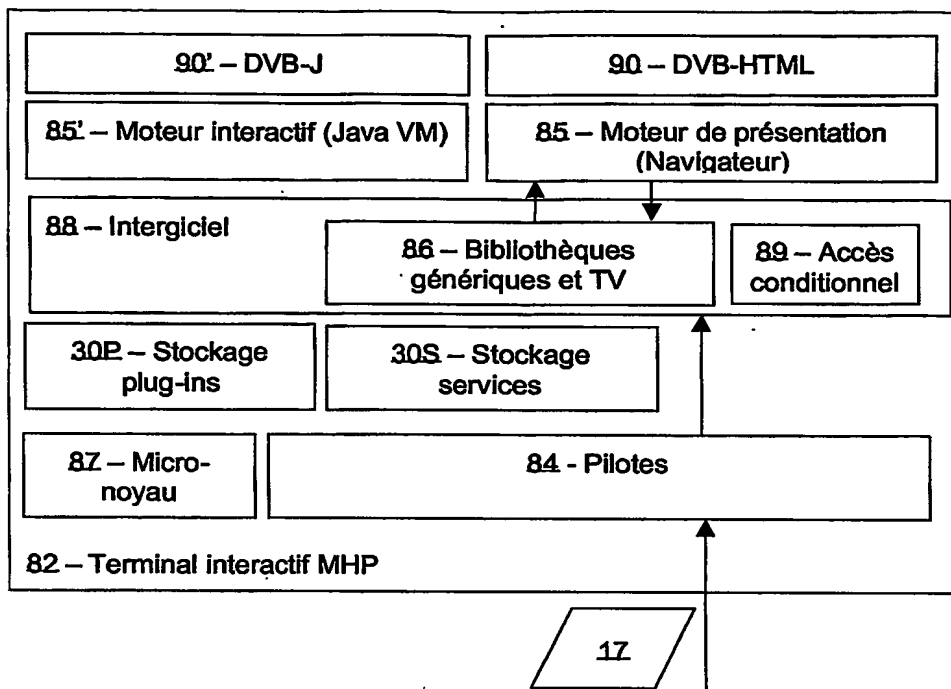 90' – DVB-J
90 – DVB-HTML
85' – Moteur interactif (Java VM)
85 – Moteur de présentation
(Navigateur)
88 – Intergiciel
86 – Bibliothèques
génériques et TV
89 – Accès
conditionnel
30P – Stockage
plug-ins
30S – Stockage
services
87 – Micro-
noyau
84 - Pilotes
82 – Terminal interactif MHP
17